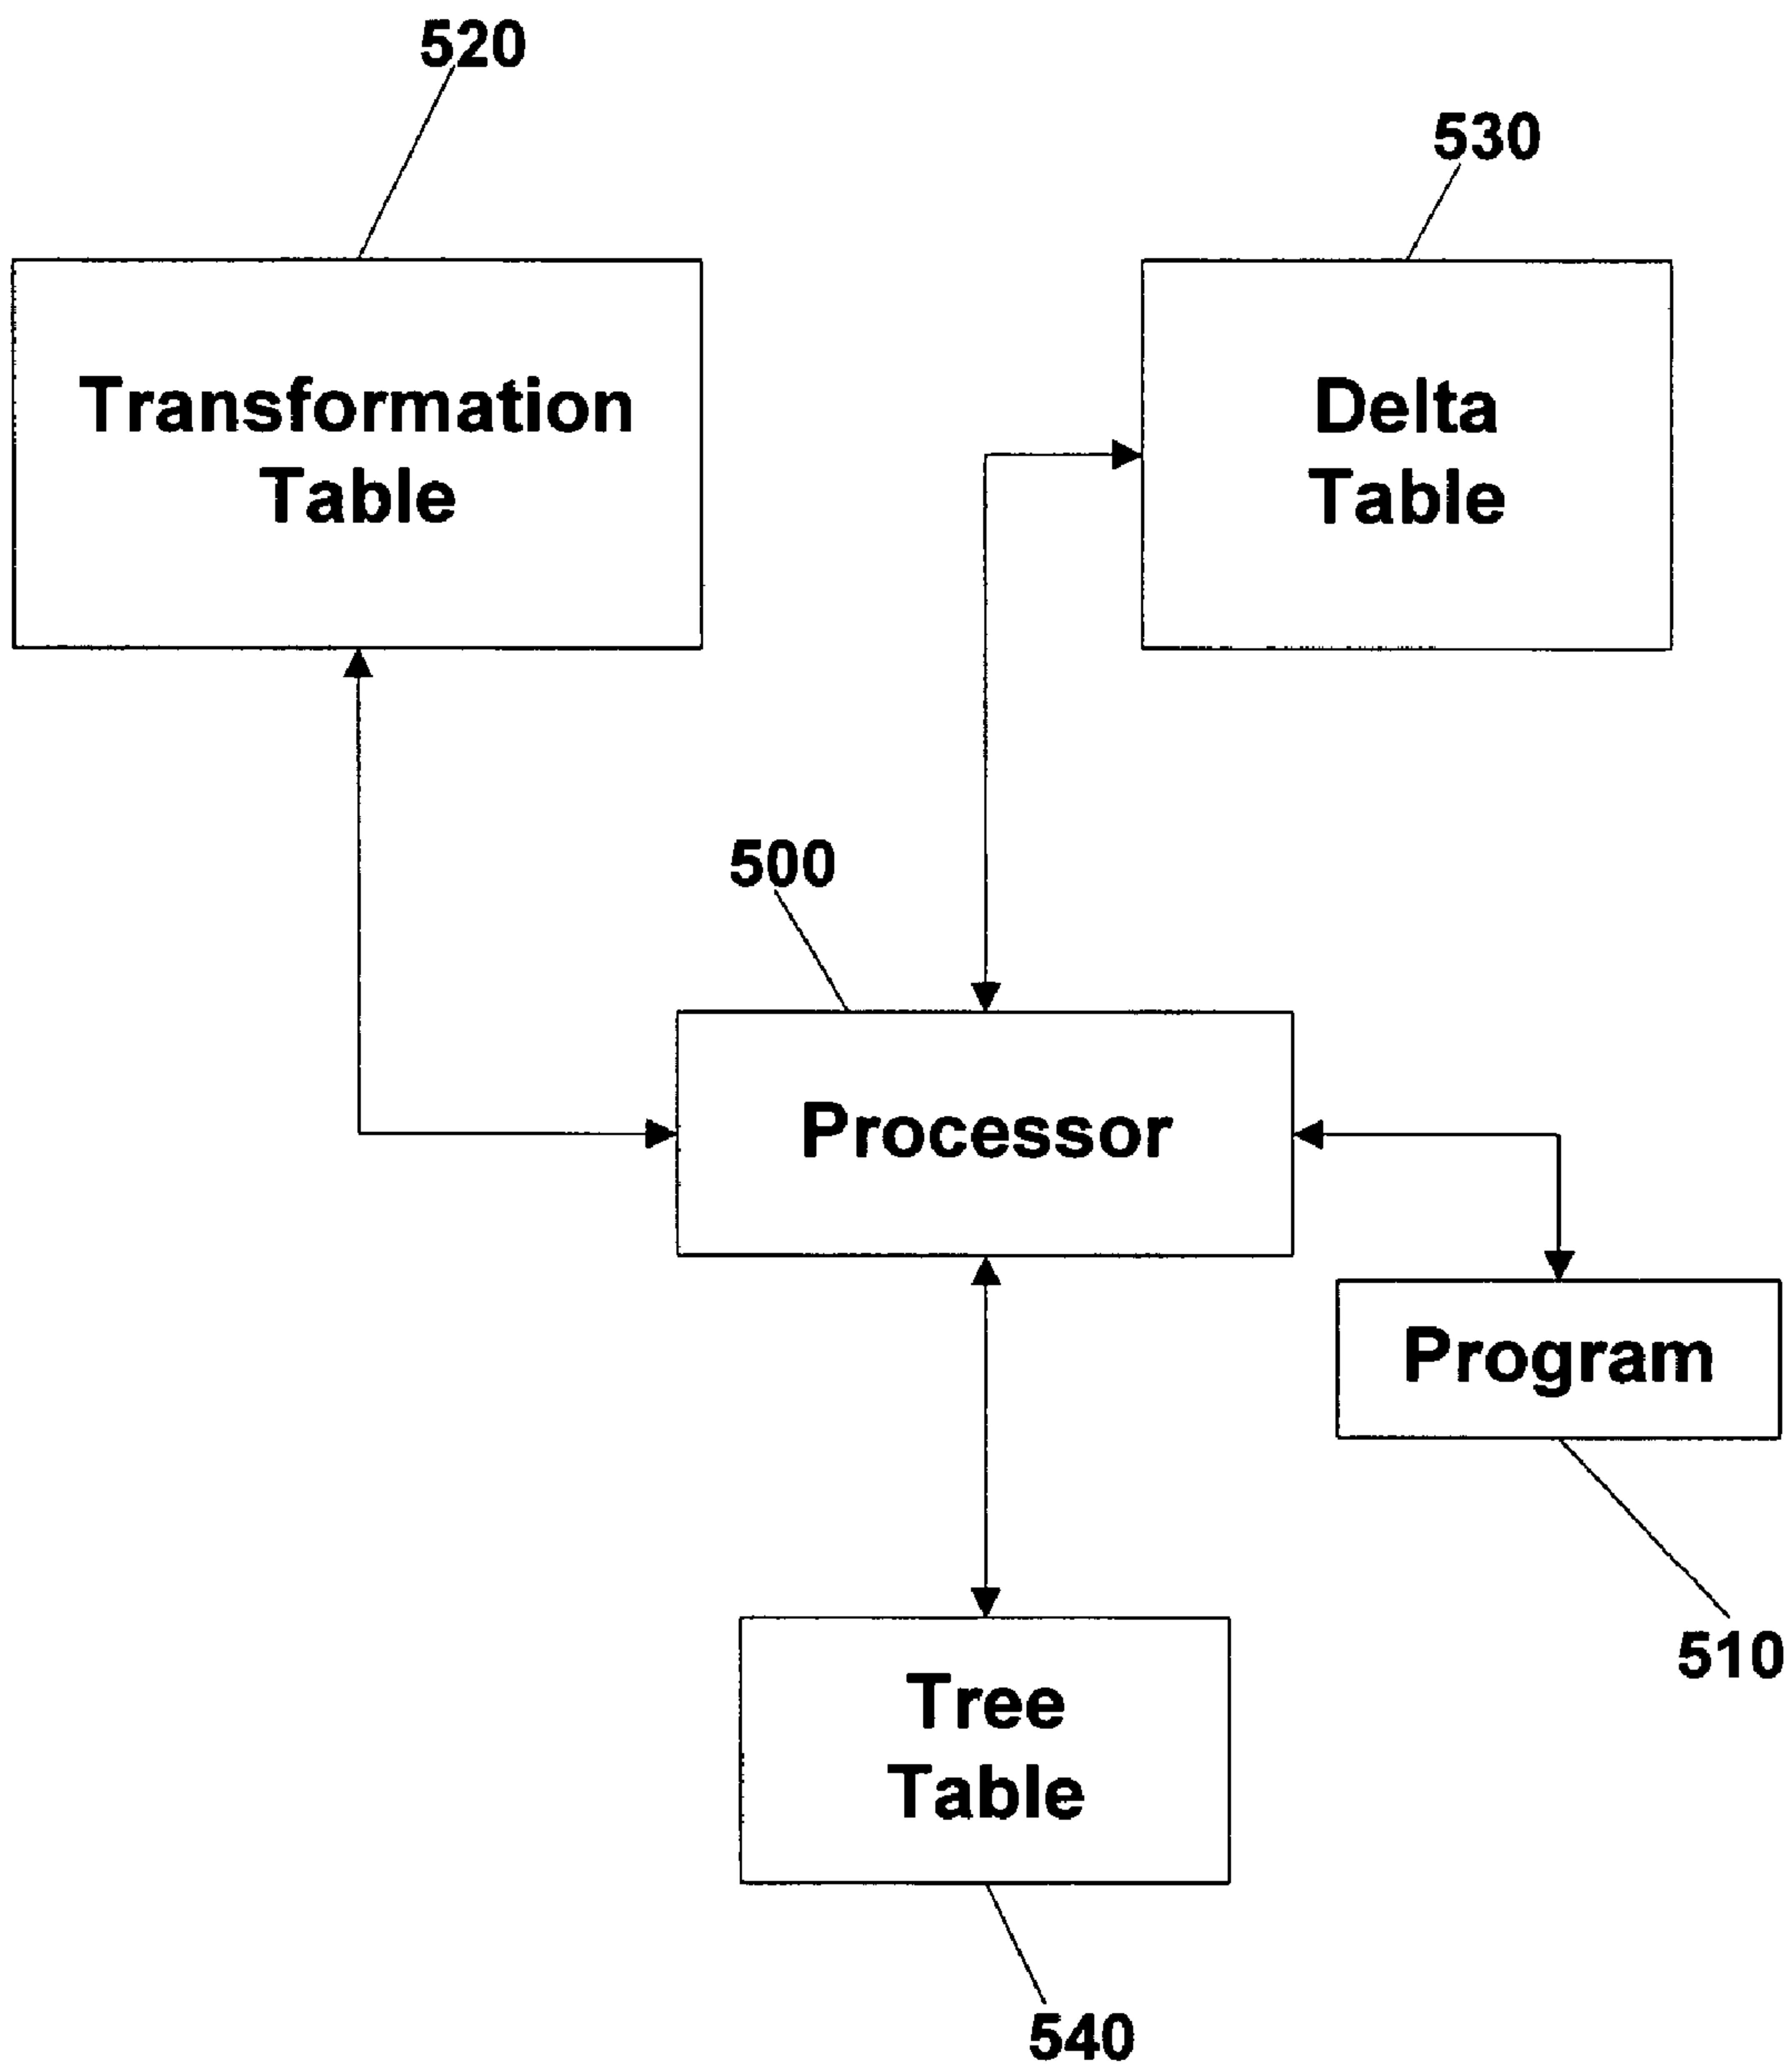 520
530
Transformation
Table
Delta
Table
500
Processor
Program
510
Tree
Table
540